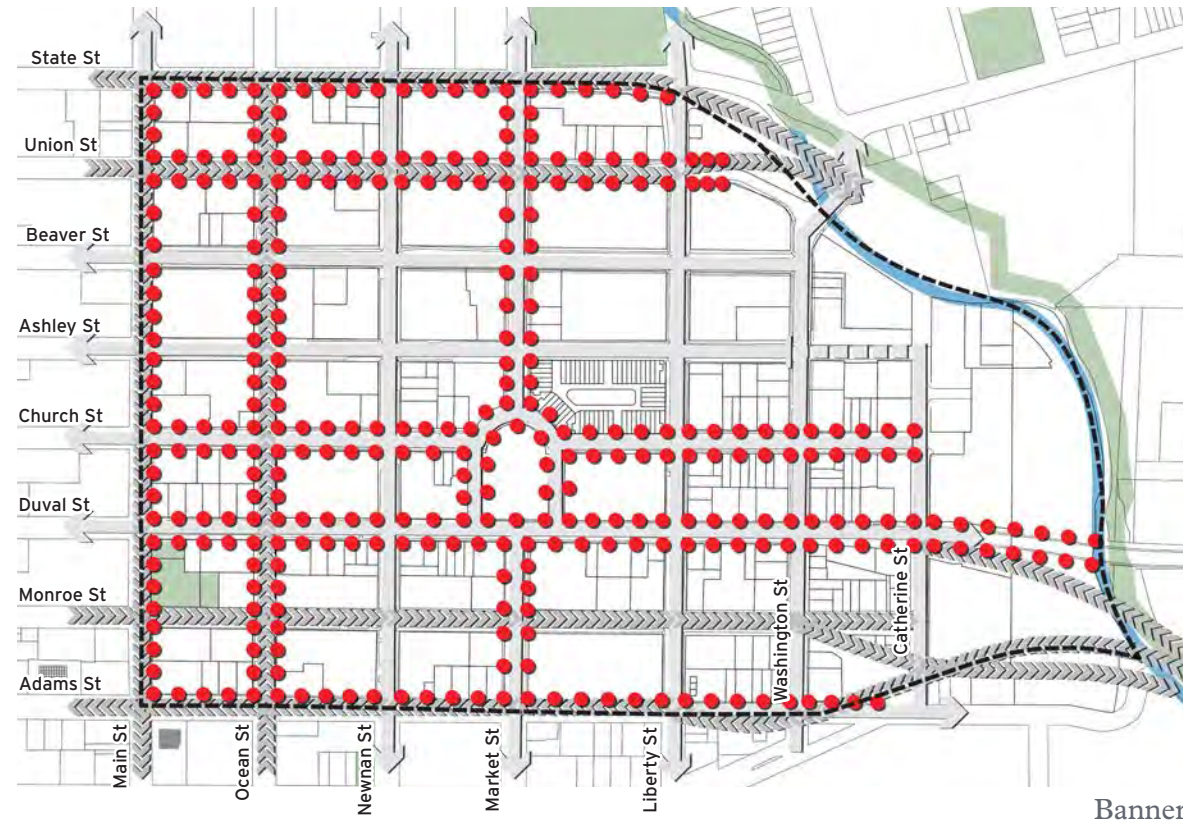 State St
Union St
Beaver St
Ashley St
Church St
Duval St
Monroe St
Adams St
Main St
Ocean St
Newnan St
Market St
Liberty St
Washington St
Catherine St
Banner